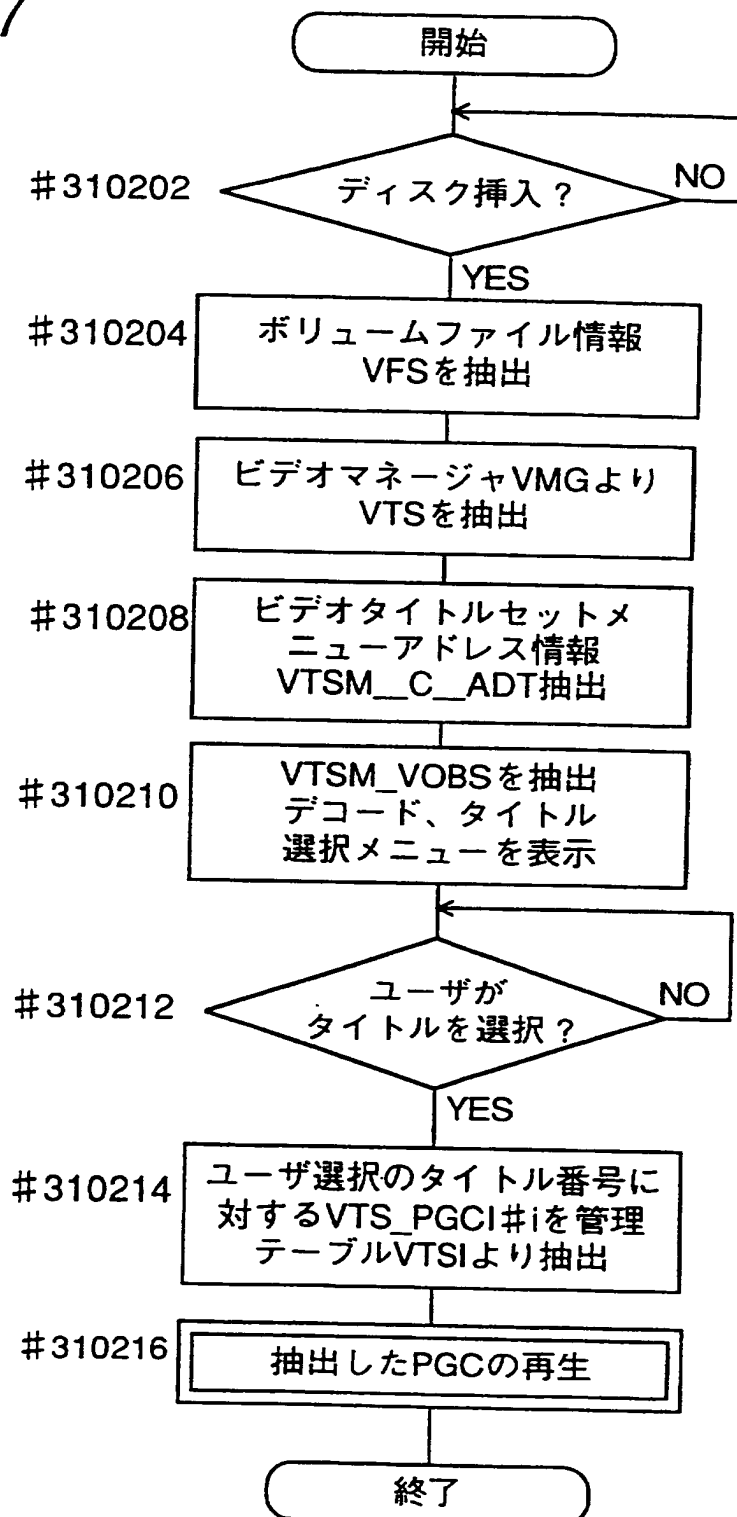 開始
#310202
ディスク挿入?
NO
YES
#310204
ボリュームファイル情報
VFSを抽出
#310206
ビデオマネージャVMGより
VTSを抽出
#310208
ビデオタイトルセットメ
ニューアドレス情報
VTSM__C__ADT抽出
#310210
VTSM_VOBSを抽出
デコード、タイトル
選択メニューを表示
#310212
ユーザが
タイトルを選択?
NO
YES
#310214
ユーザ選択のタイトル番号に
対するVTS_PGCI#iを管理
テーブルVTSIより抽出
#310216
抽出したPGCの再生
終了